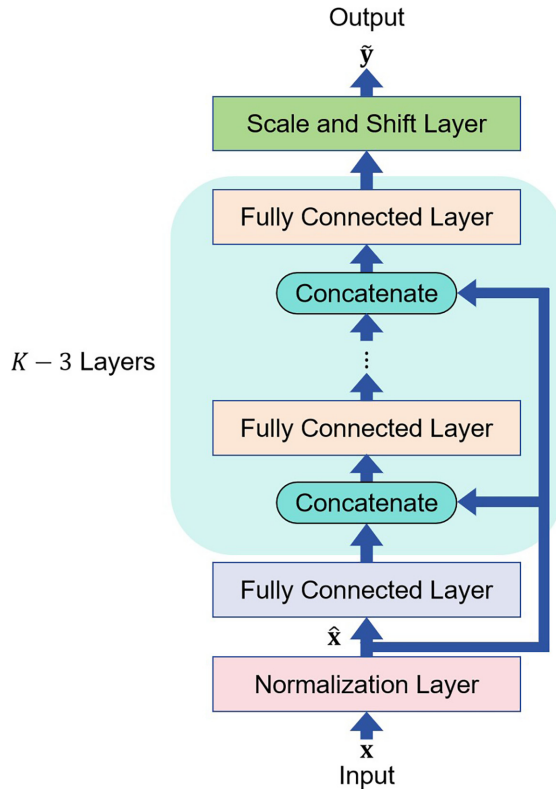 Output
ỹ
Scale and Shift Layer
Fully Connected Layer
Concatenate
⋮
K − 3 Layers
Fully Connected Layer
Concatenate
Fully Connected Layer
x̂
Normalization Layer
x
Input